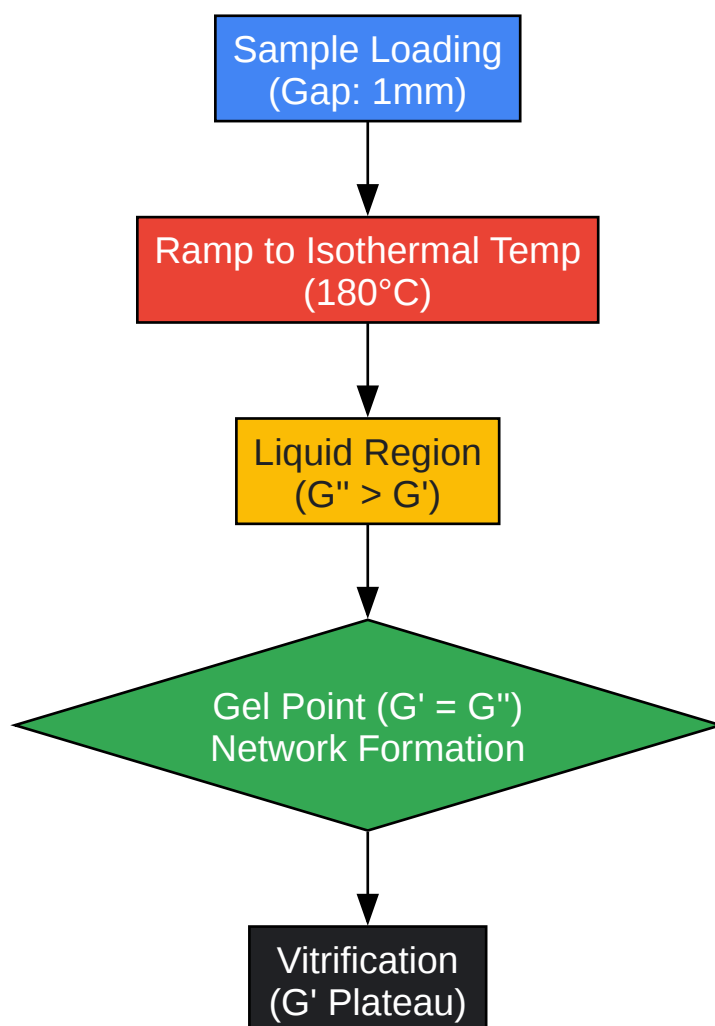 Sample Loading
(Gap: 1mm)
Ramp to Isothermal Temp
(180°C)
Liquid Region
(G'' > G')
Gel Point (G' = G'')
Network Formation
Vitrification
(G' Plateau)